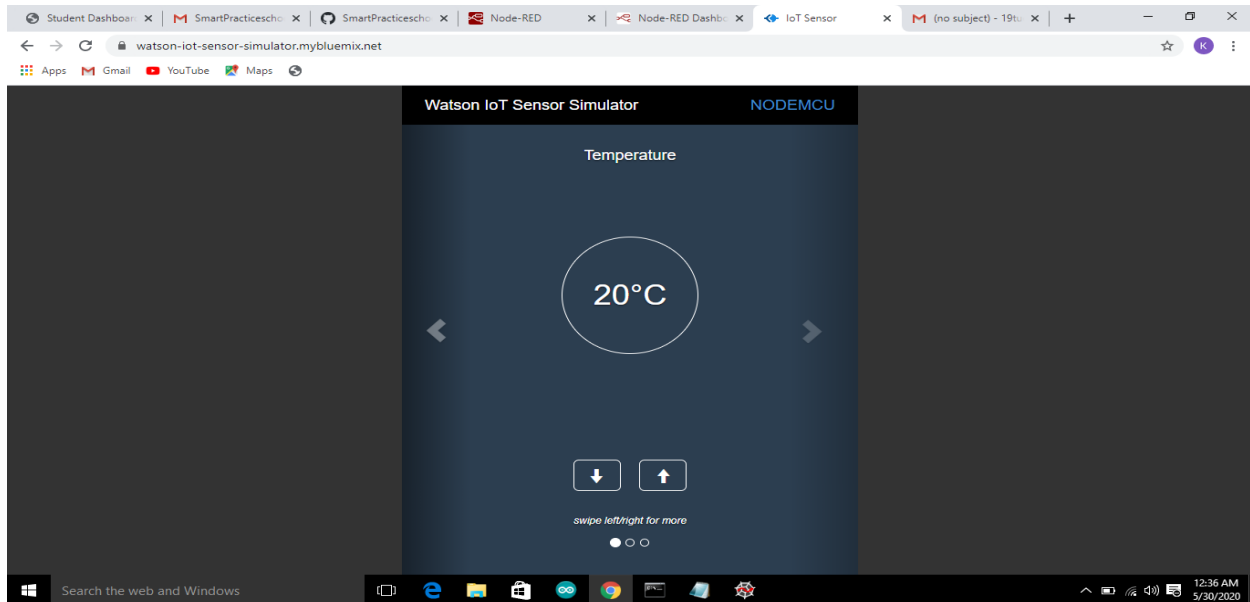 Student Dashboar SmartPracticescho SmartPracticescho Node-RED Node-RED Dashbo IoT Sensor (no subject) - 19tu
watson-iot-sensor-simulator.mybluemix.net K
Apps Gmail YouTube Maps
Watson IoT Sensor Simulator NODEMCU
Temperature
20°C
swipe left/right for more
Search the web and Windows
12:36 AM
5/30/2020